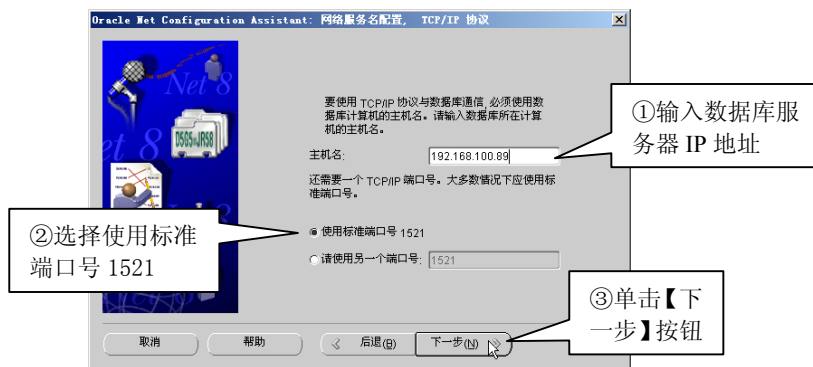 Oracle Net Configuration Assistant: 网络服务名配置, TCP/IP 协议
Net 8
D5G5=JR58
et 8
要使用 TCP/IP 协议与数据库通信, 必须使用数
据库计算机的主机名。请输入数据库所在计算
机的主机名。
主机名:
192.168.100.89
还需要一个 TCP/IP 端口号。大多数情况下应使用标
准端口号。
使用标准端口号 1521
请使用另一个端口号:
1521
取消
帮助
后退(B)
下一步(N)
①输入数据库服
务器 IP 地址
②选择使用标准
端口号 1521
③单击【下
一步】按钮